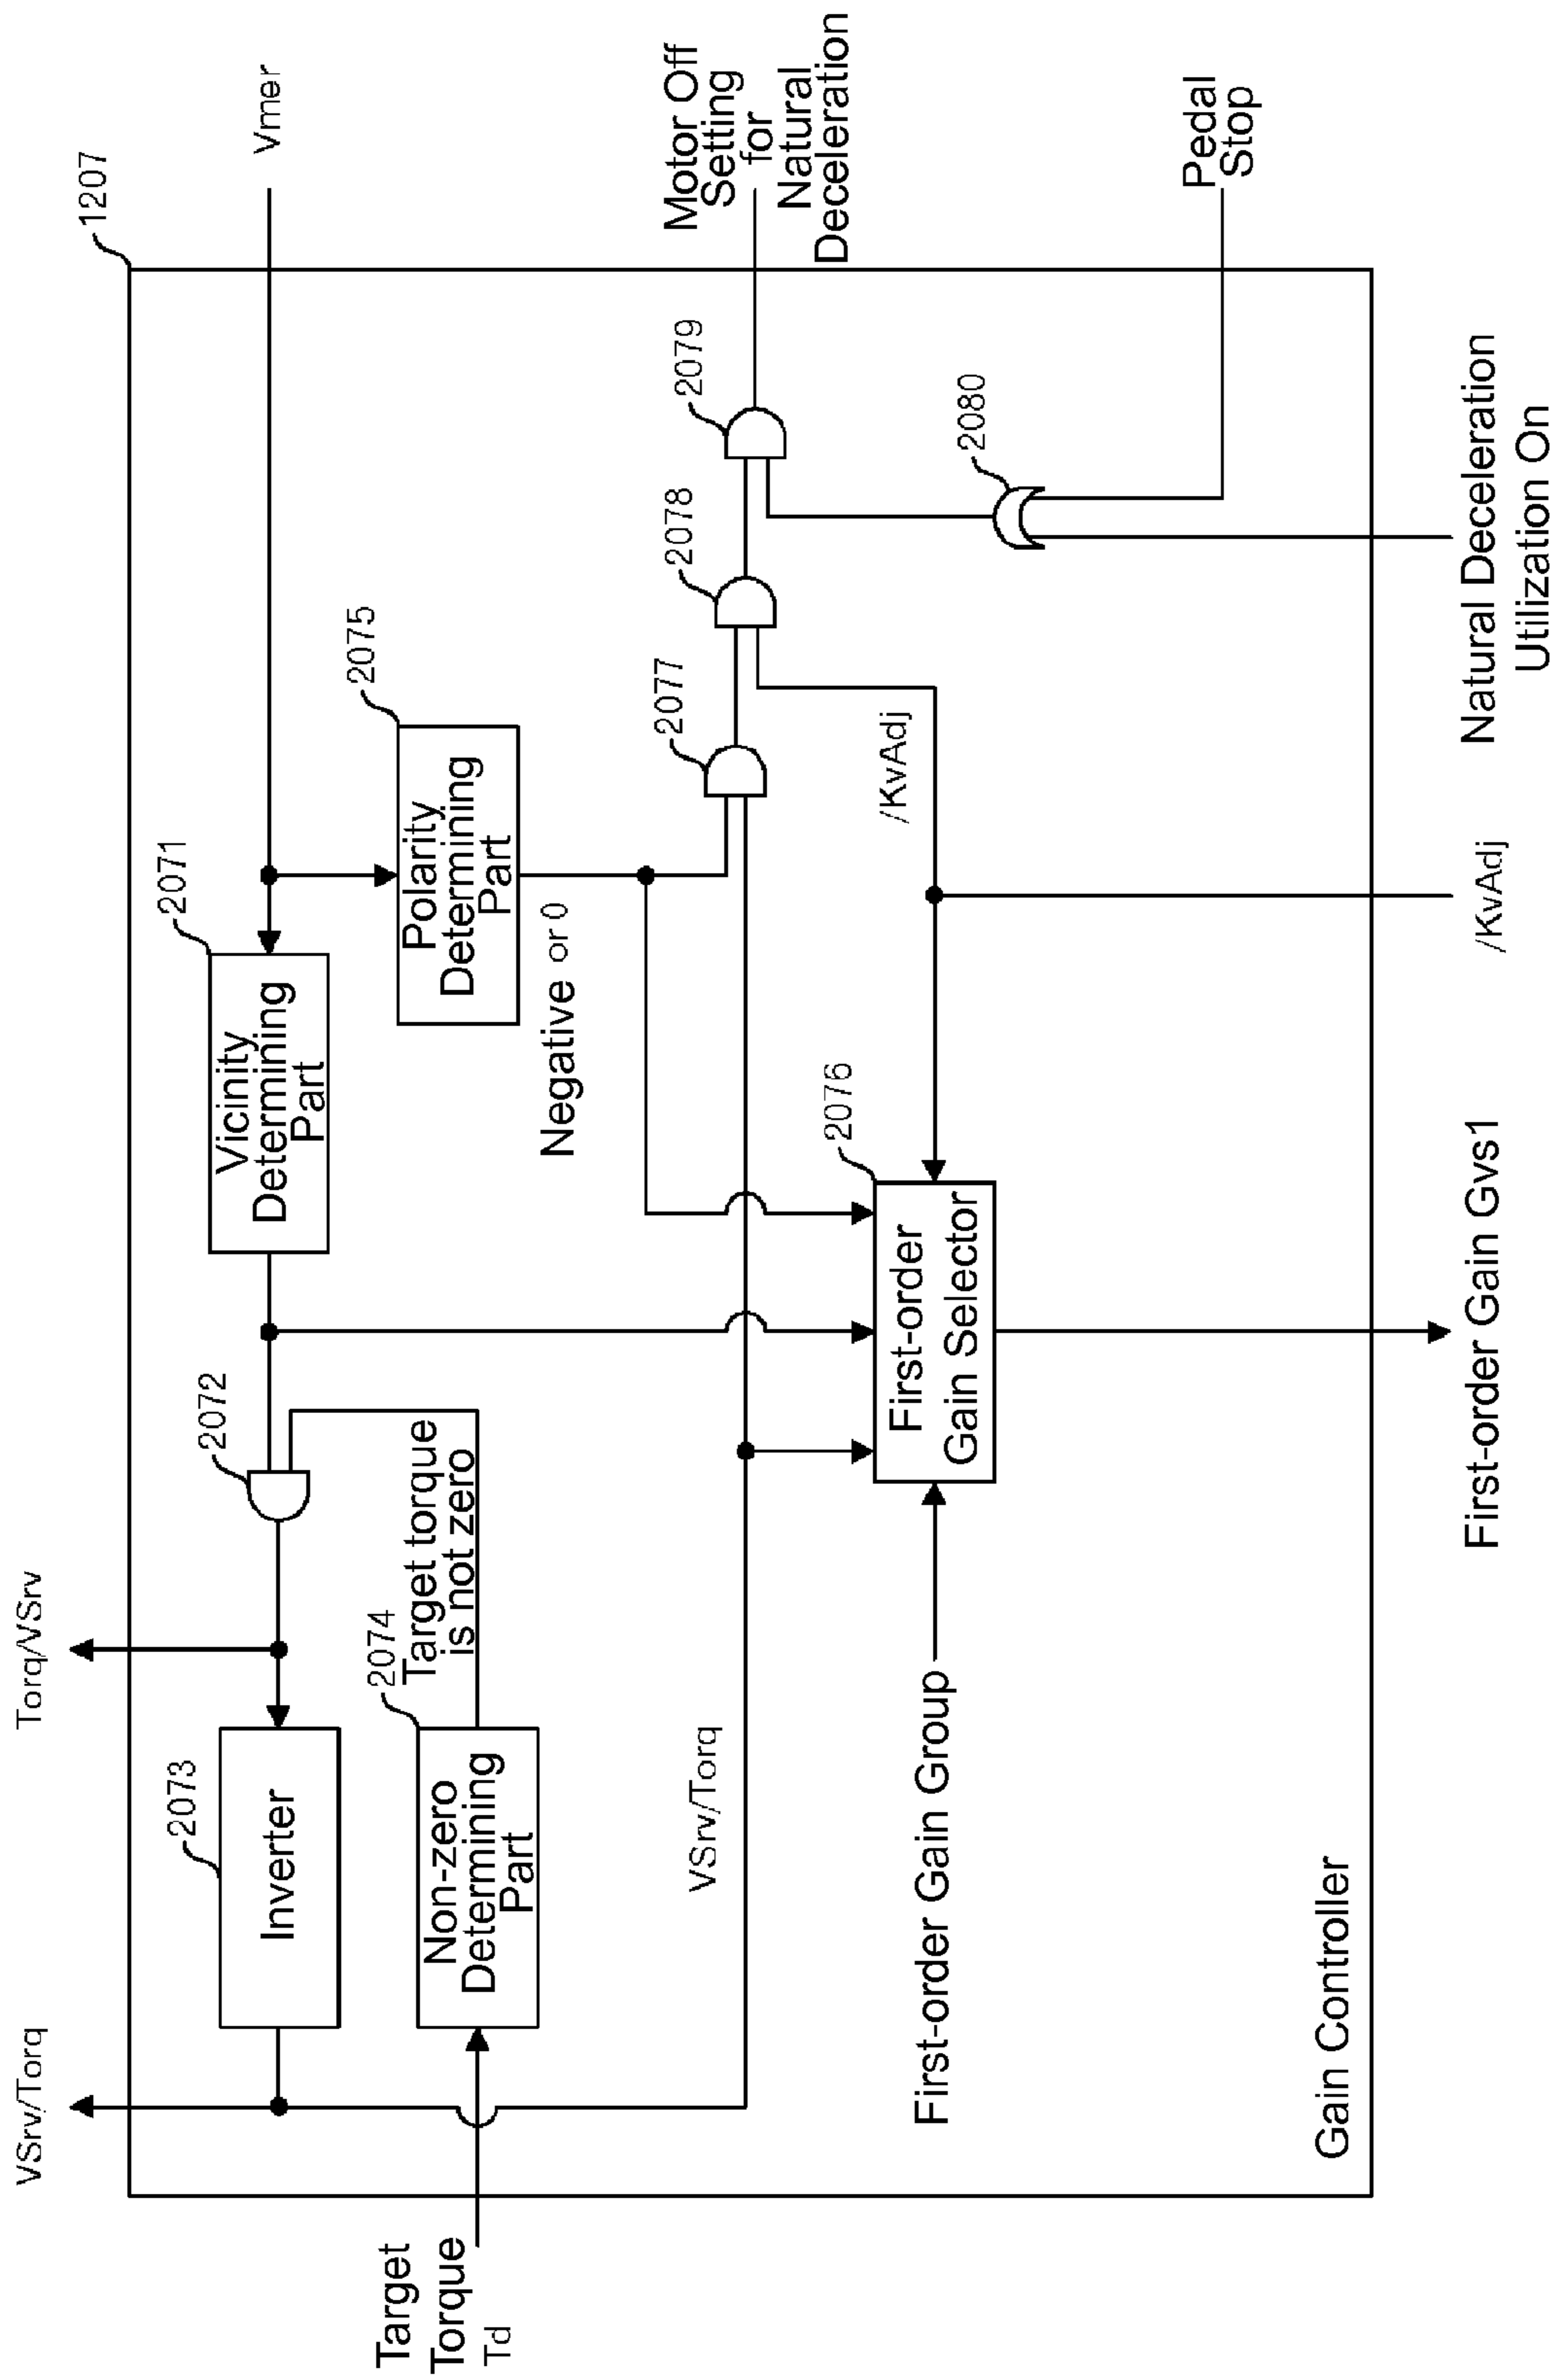 VSrv/Torq
Torq/VSrv
1207
Vmer
2073
Inverter
2072
2071
Vicinity
Determining
Part
Target
Torque
Td
2074
Non-zero
Determining
Part
Target torque
is not zero
2075
Polarity
Determining
Part
Negative or 0
VSrv/Torq
2077
2078
2079
Motor Off
Setting
for
Natural
Deceleration
/KvAdj
2076
First-order
Gain Selector
First-order Gain Group
2080
Pedal
Stop
Gain Controller
First-order Gain Gvs1
/KvAdj
Natural Deceleration
Utilization On